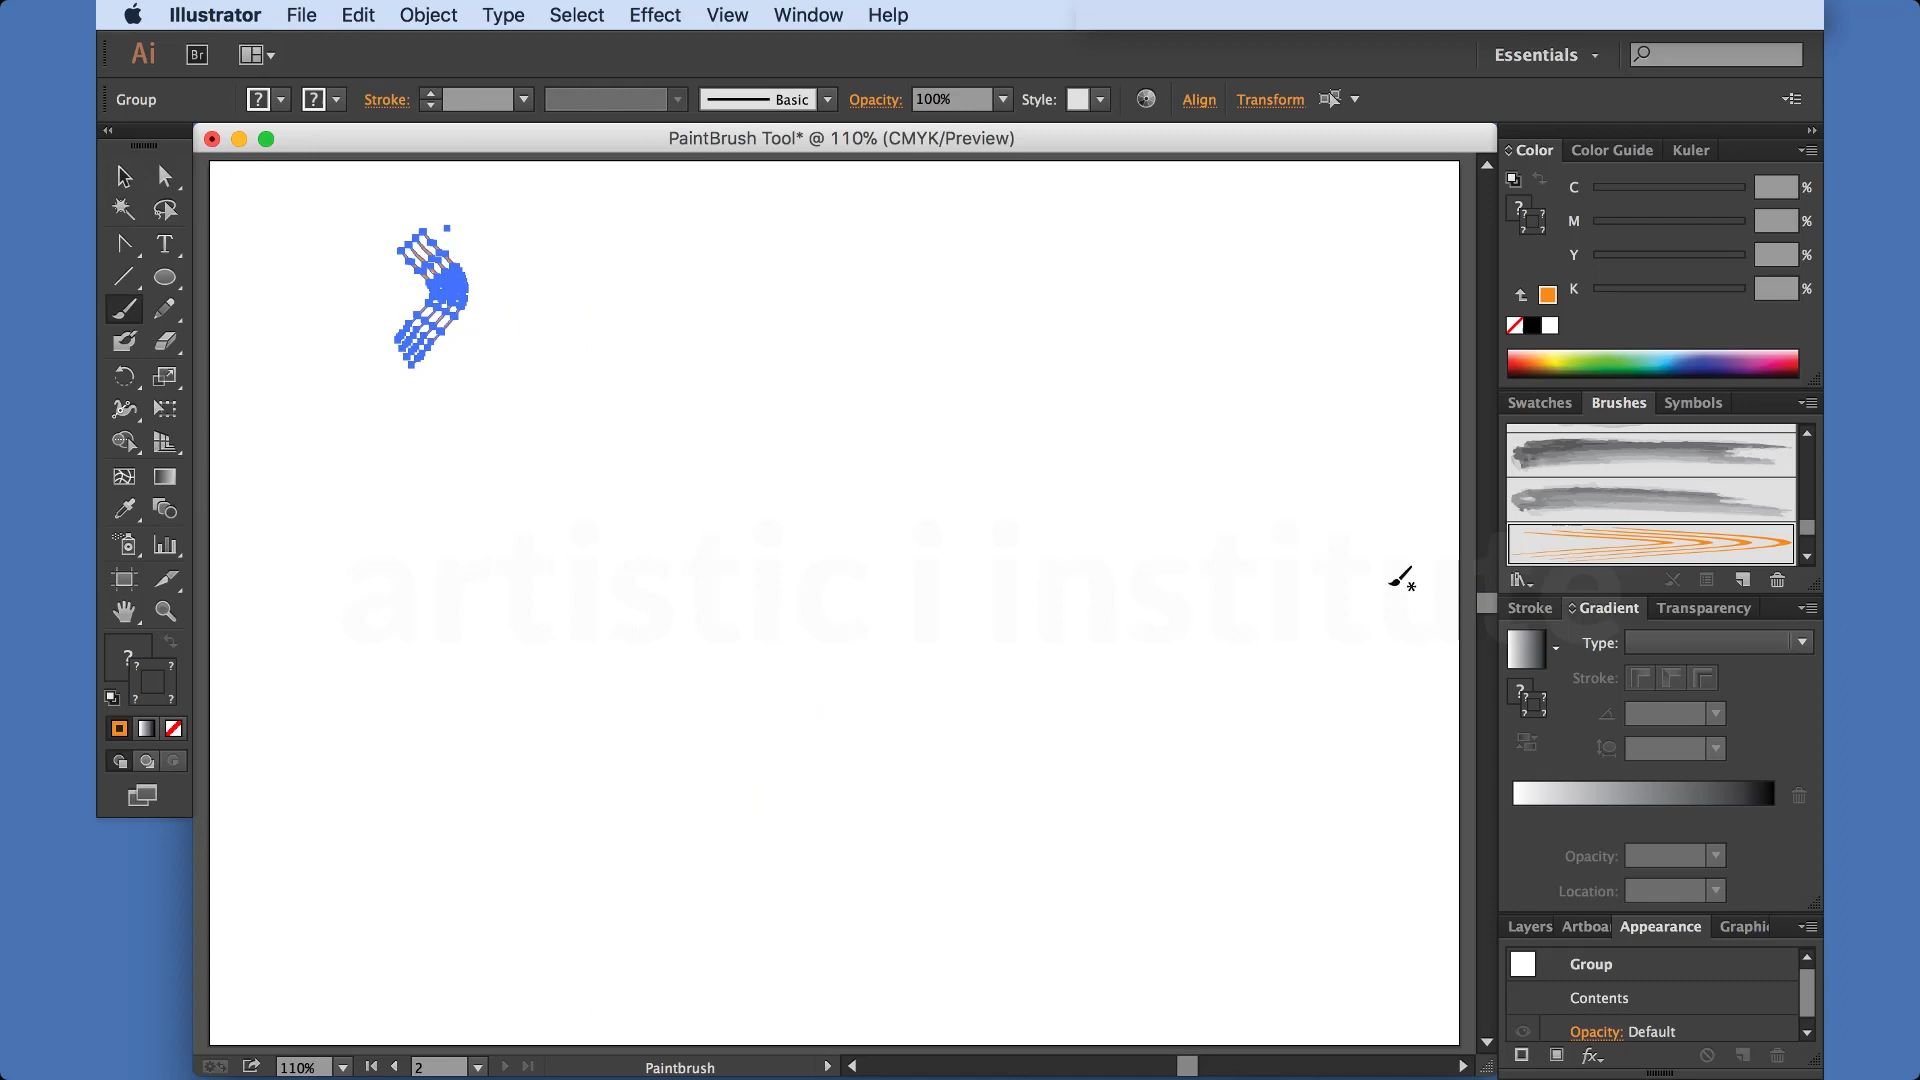 Illustrator File Edit Object Type Select Effect View Window Help
Ai Br Essentials
Group ? ? Stroke: Basic Opacity: 100% Style: Align Transform
PaintBrush Tool* @ 110% (CMYK/Preview)
Color Color Guide Kuler
C %
M %
Y %
K %
Swatches Brushes Symbols
artistic i institute
Stroke Gradient Transparency
Type:
Stroke:
Opacity:
Location:
Layers Artboa Appearance Graphi
Group
Contents
Opacity: Default
fx
110% 2 Paintbrush